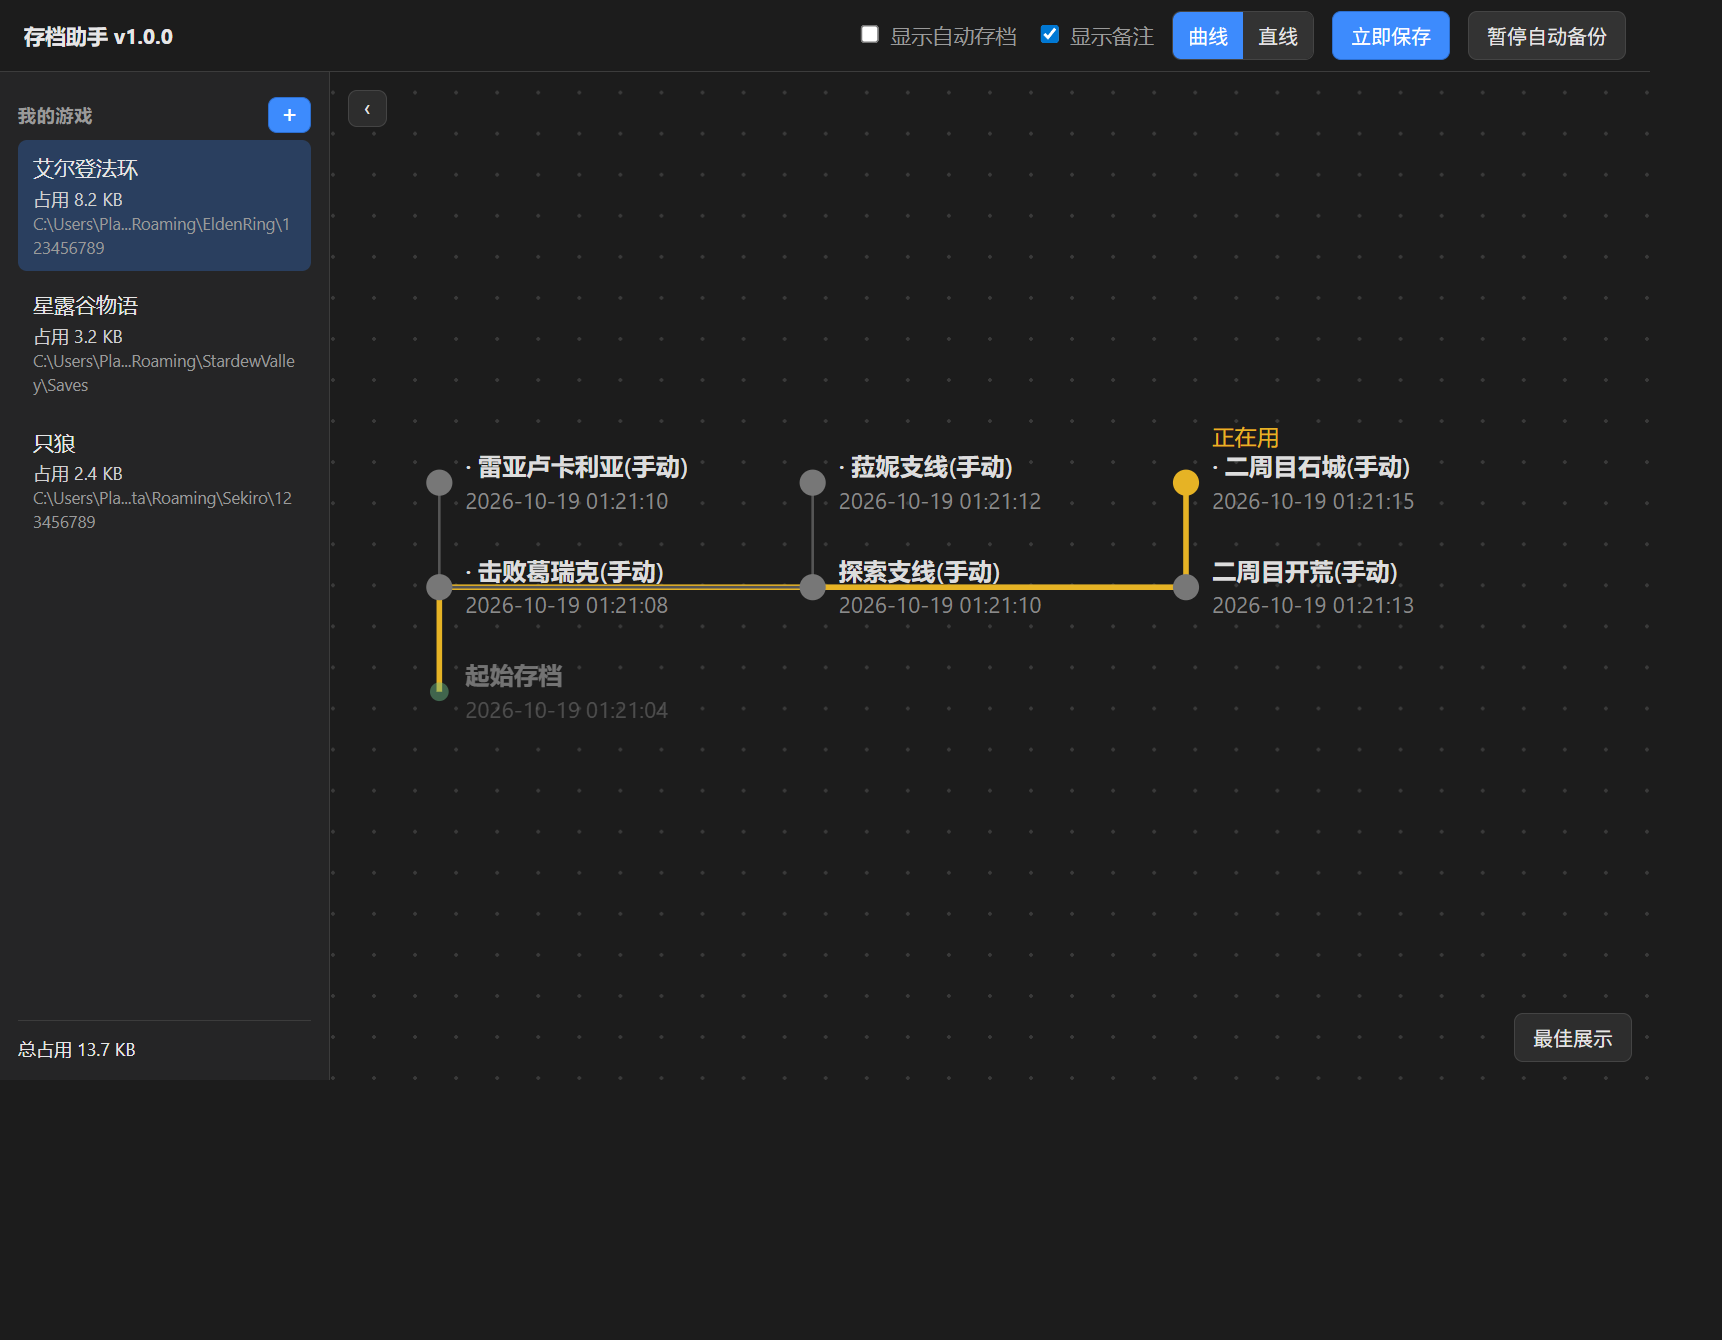 存档助手 v1.0.0
显示自动存档
显示备注
曲线
直线
立即保存
暂停自动备份
我的游戏
+
‹
艾尔登法环
占用 8.2 KB
C:\Users\Pla...Roaming\EldenRing\1
23456789
星露谷物语
占用 3.2 KB
C:\Users\Pla...Roaming\StardewValle
y\Saves
只狼
占用 2.4 KB
C:\Users\Pla...ta\Roaming\Sekiro\12
3456789
总占用 13.7 KB
· 雷亚卢卡利亚(手动)
2026-10-19 01:21:10
· 菈妮支线(手动)
2026-10-19 01:21:12
正在用
· 二周目石城(手动)
2026-10-19 01:21:15
· 击败葛瑞克(手动)
2026-10-19 01:21:08
探索支线(手动)
2026-10-19 01:21:10
二周目开荒(手动)
2026-10-19 01:21:13
起始存档
2026-10-19 01:21:04
最佳展示